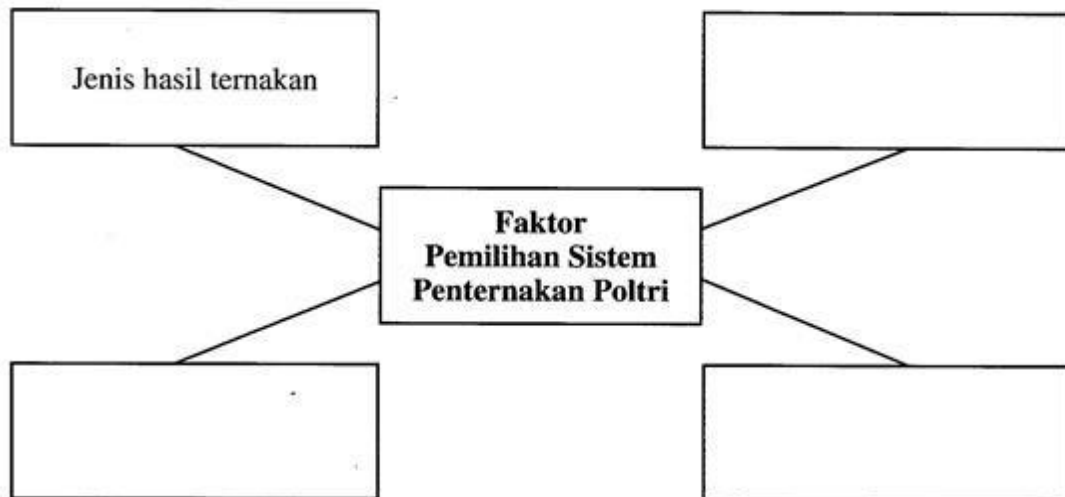 Jenis hasil ternakan
Faktor
Pemilihan Sistem
Penternakan Poltri